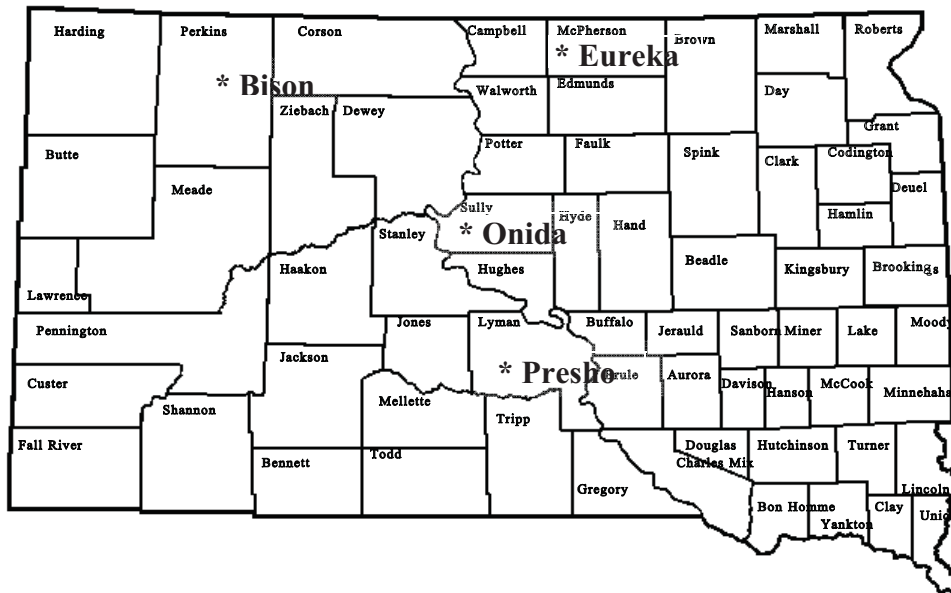 Harding
Perkins
Corson
Campbell
McPherson
Brown
Marshall
Roberts
* Eureka
* Bison
Walworth
Edmunds
Day
Ziebach
Dewey
Grant
Butte
Potter
Faulk
Spink
Clark
Codington
Meade
Deuel
Sully
Hyde
Hand
Hamlin
Stanley
* Onida
Haakon
Hughes
Beadle
Kingsbury
Brookings
Lawrence
Pennington
Jones
Lyman
Buffalo
Jerauld
Sanborn
Miner
Lake
Moody
Jackson
* Presho
Brule
Aurora
Custer
Davison
Hanson
McCook
Minneha
Shannon
Mellette
Tripp
Fall River
Bennett
Todd
Douglas
Hutchinson
Turner
Charles Mix
Gregory
Lincoln
Bon Homme
Clay
Yankton
Unio